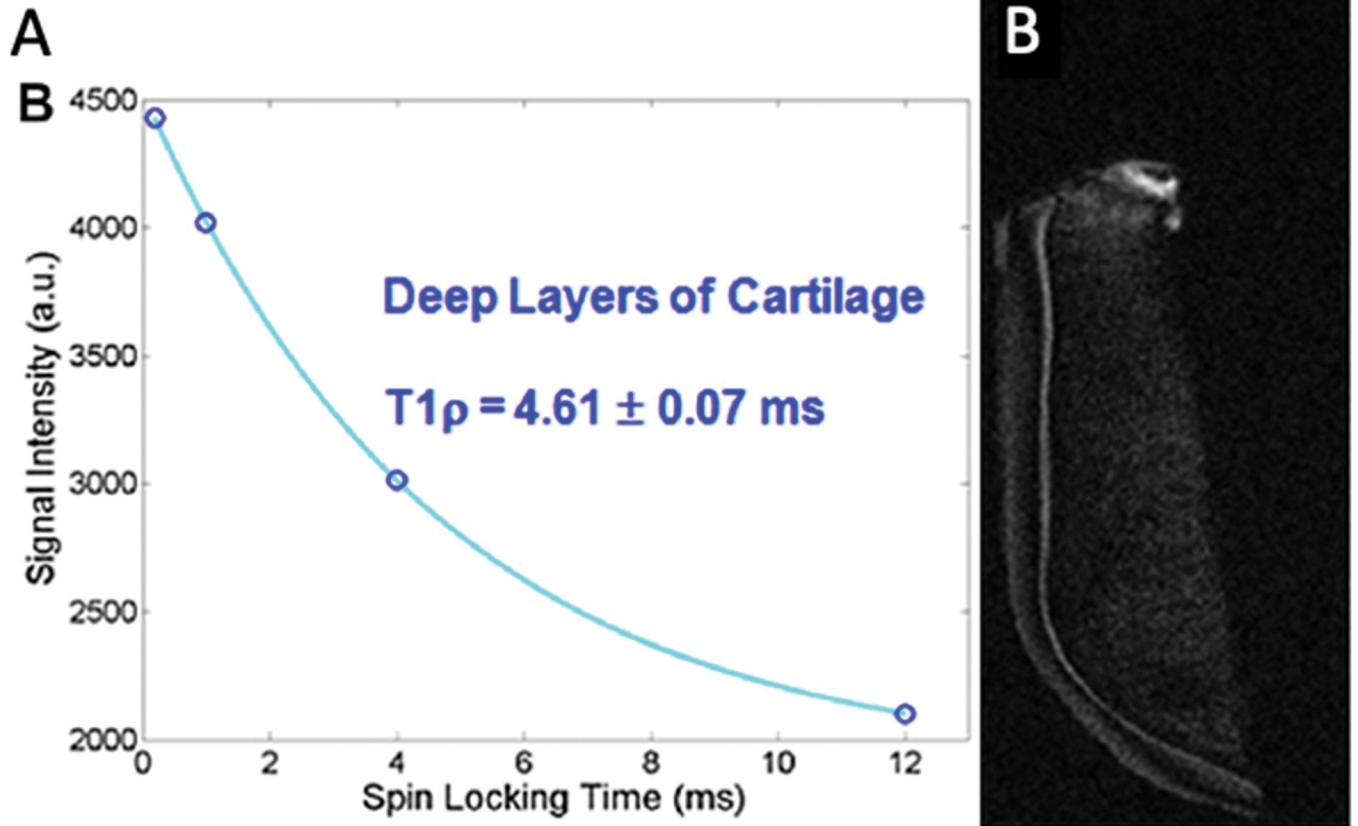 A
B
4500
4000
3500
3000
2500
2000
0 2 4 6 8 10 12
Signal Intensity (a.u.)
Spin Locking Time (ms)
Deep Layers of Cartilage
T1ρ = 4.61 ± 0.07 ms
B